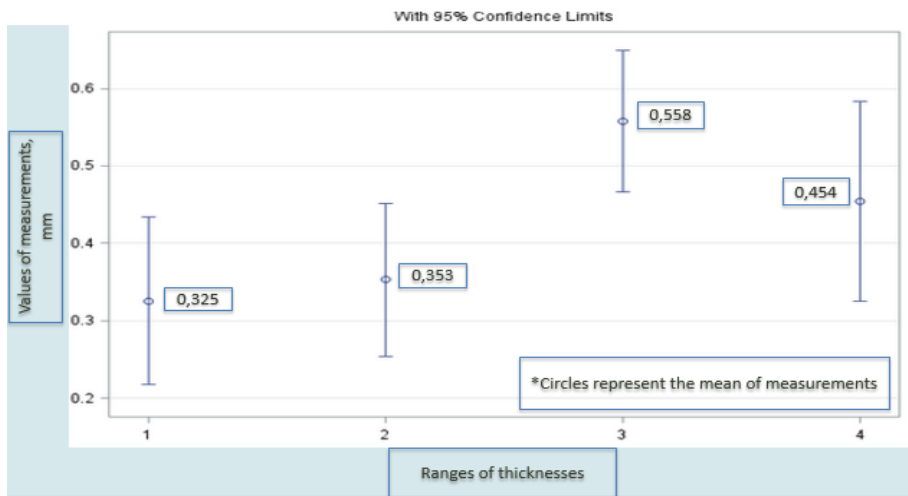 With 95% Confidence Limits
Values of measurements,
mm
0.6
0.5
0.4
0.3
0.2
0,325
0,353
0,558
0,454
*Circles represent the mean of measurements
1 2 3 4
Ranges of thicknesses